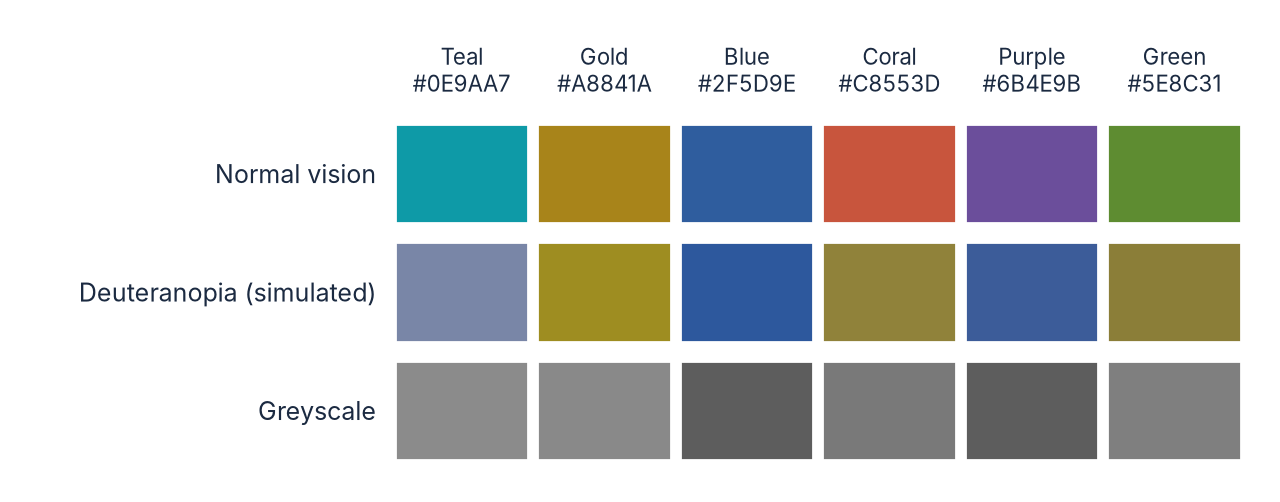 Teal Gold Blue Coral Purple Green
#0E9AA7 #A8841A #2F5D9E #C8553D #6B4E9B #5E8C31
Normal vision
Deuteranopia (simulated)
Greyscale